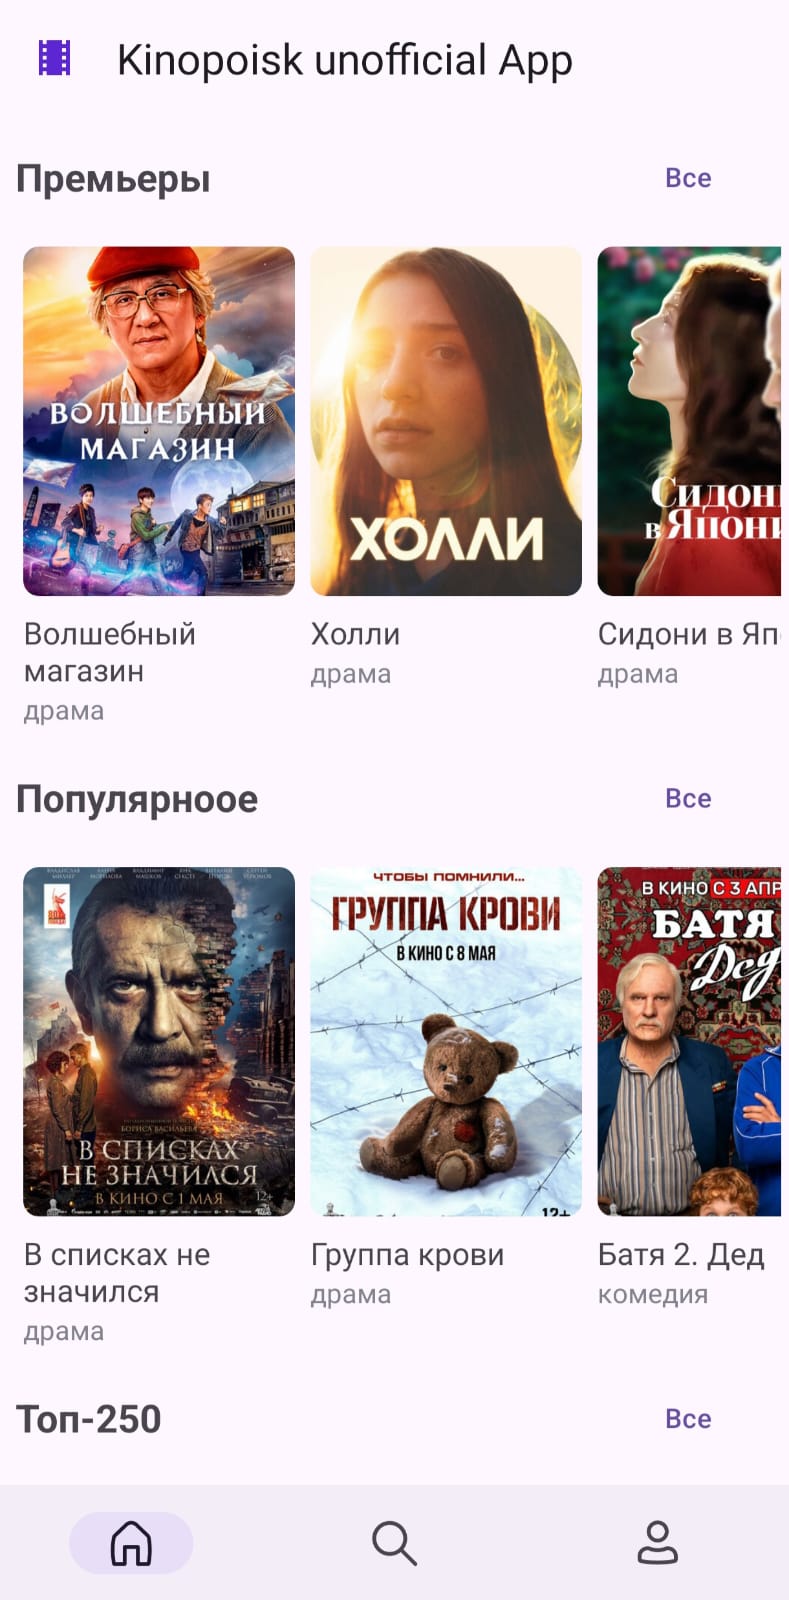 Kinopoisk unofficial App
Премьеры
Все
ВОЛШЕБНЫЙ
МАГАЗИН
ХОЛЛИ
СИДОНИ
в ЯПОНИ
Волшебный
магазин
драма
Холли
драма
Сидони в Яп
драма
Популярноое
Все
БОРИСА ВАСИЛЬЕВА
В СПИСКАХ
НЕ ЗНАЧИЛСЯ
В КИНО С 1 МАЯ
12+
ЧТОБЫ ПОМНИЛИ...
ГРУППА КРОВИ
В КИНО С 8 МАЯ
12+
В КИНО С 3 АПР
БАТЯ
Дед
В списках не
значился
драма
Группа крови
драма
Батя 2. Дед
комедия
Топ-250
Все